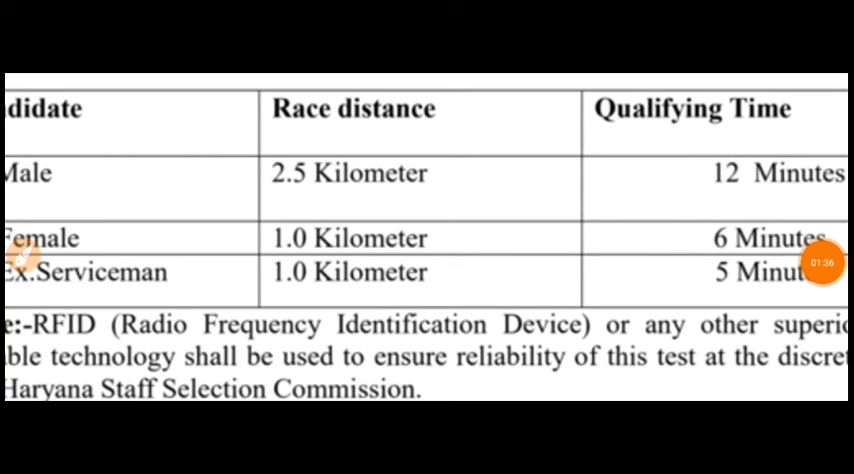 didate Race distance Qualifying Time
Male 2.5 Kilometer 12 Minutes
Female 1.0 Kilometer 6 Minutes
Ex.Serviceman 1.0 Kilometer 5 Minut
e:-RFID (Radio Frequency Identification Device) or any other superio
ble technology shall be used to ensure reliability of this test at the discret
Haryana Staff Selection Commission.
01:36